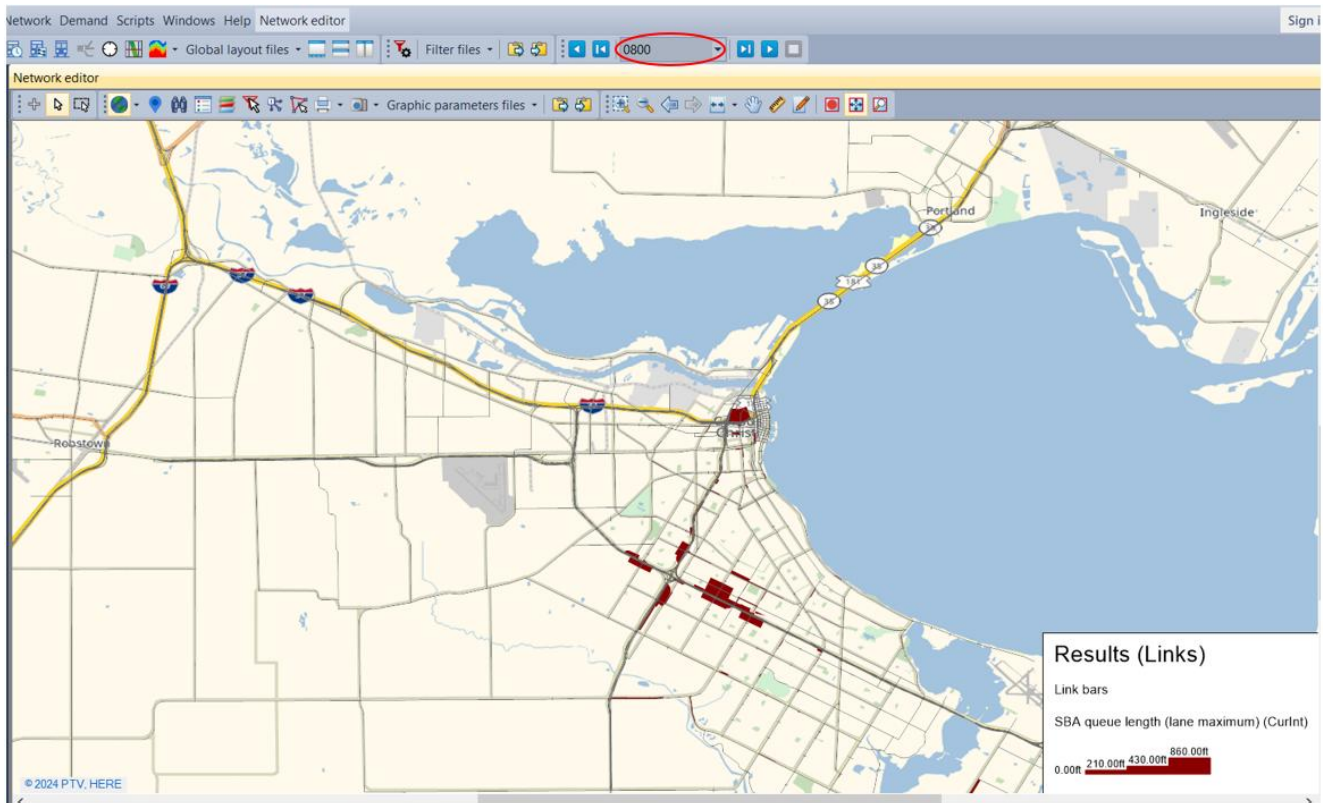 Network Demand Scripts Windows Help Network editor Sign i
Global layout files Filter files 0800
Network editor
Graphic parameters files
Portland
Ingleside
35
35
181
35
Robstown
Christi
Results (Links)
Link bars
SBA queue length (lane maximum) (CurInt)
0.00ft 210.00ft 430.00ft 860.00ft
© 2024 PTV, HERE